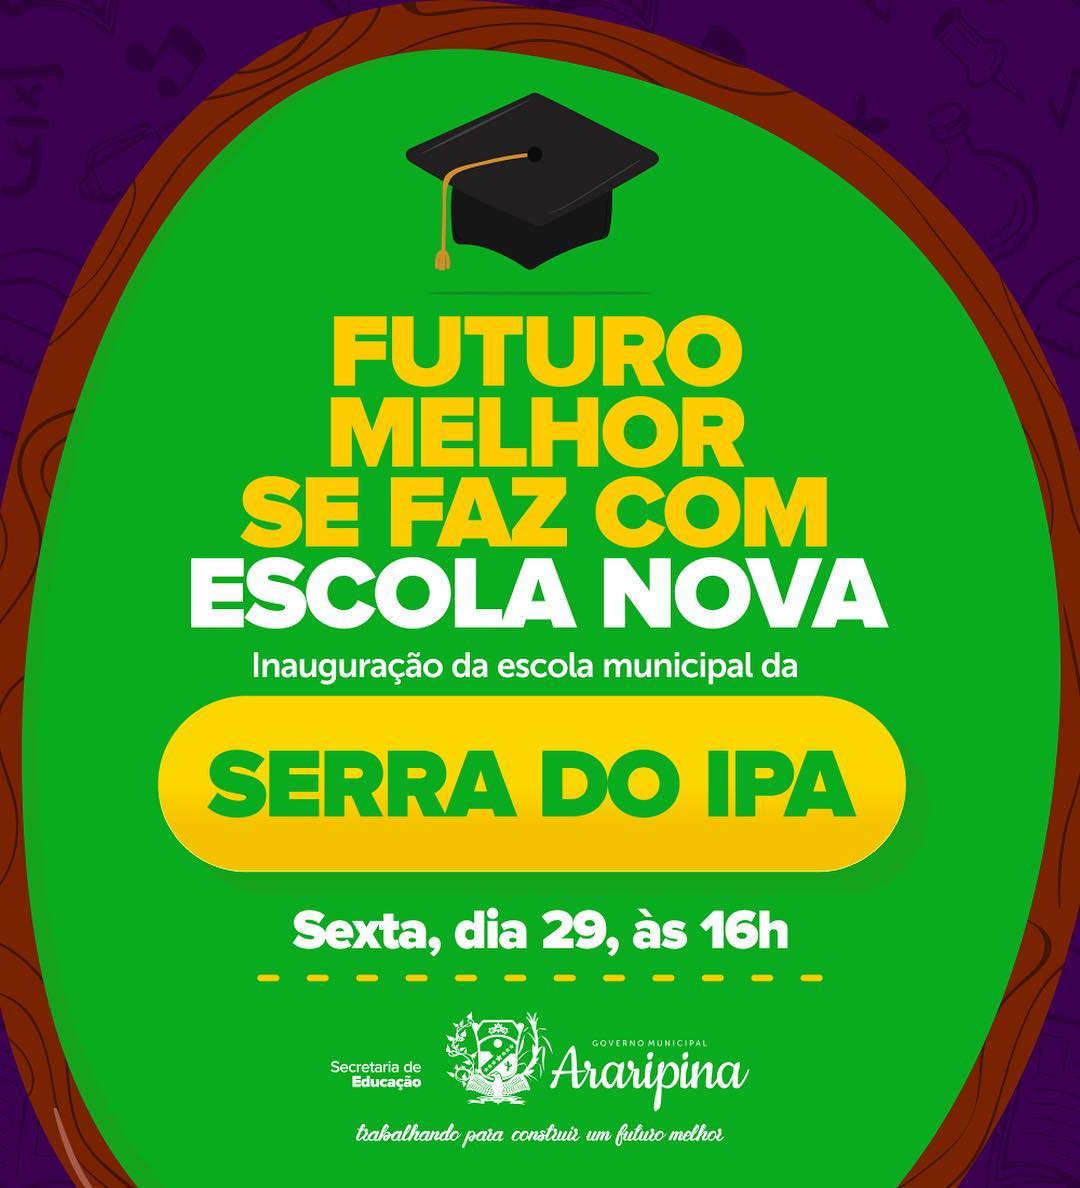 FUTURO
MELHOR
SE FAZ COM
ESCOLA NOVA
Inauguração da escola municipal da
SERRA DO IPA
Sexta, dia 29, às 16h
Secretaria de
Educação
GOVERNO MUNICIPAL
Araripina
trabalhando para construir um futuro melhor